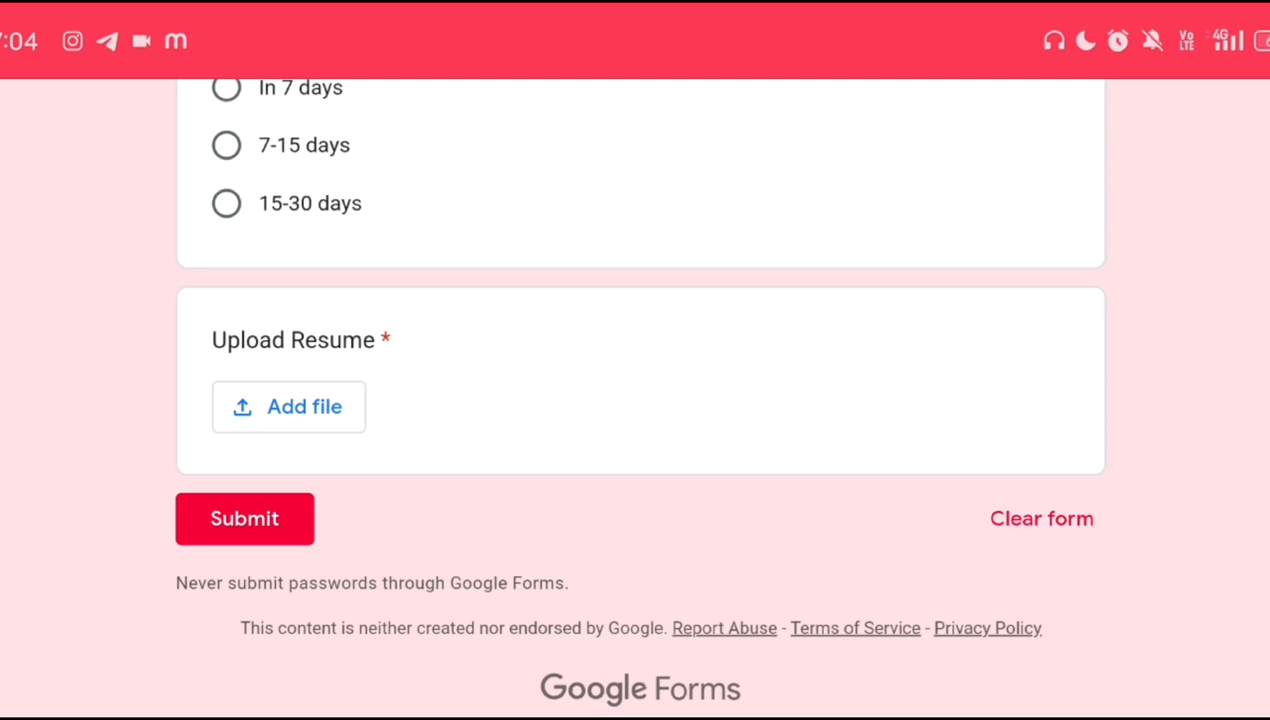 :04
In 7 days
7-15 days
15-30 days
Upload Resume *
Add file
Submit
Clear form
Never submit passwords through Google Forms.
This content is neither created nor endorsed by Google. Report Abuse - Terms of Service - Privacy Policy
Google Forms